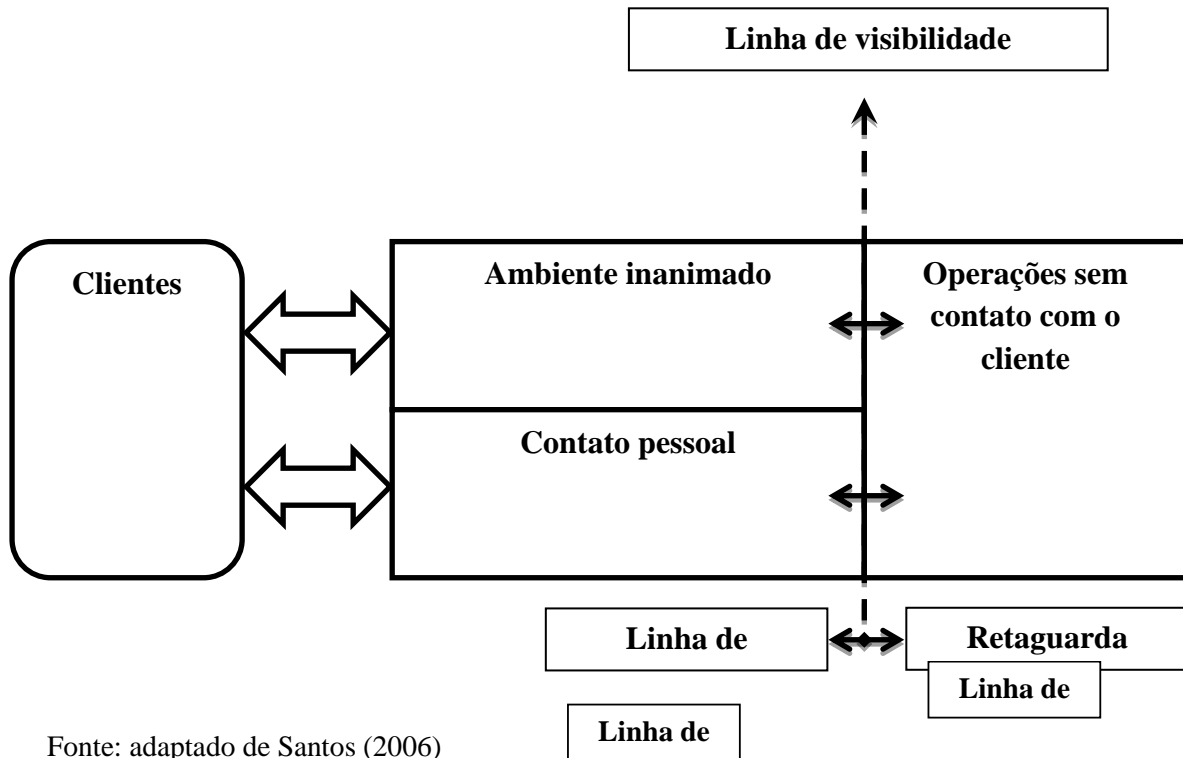 Linha de visibilidade
Clientes
Ambiente inanimado
Operações sem
contato com o
cliente
Contato pessoal
Linha de
Retaguarda
Linha de
Linha de
Fonte: adaptado de Santos (2006)